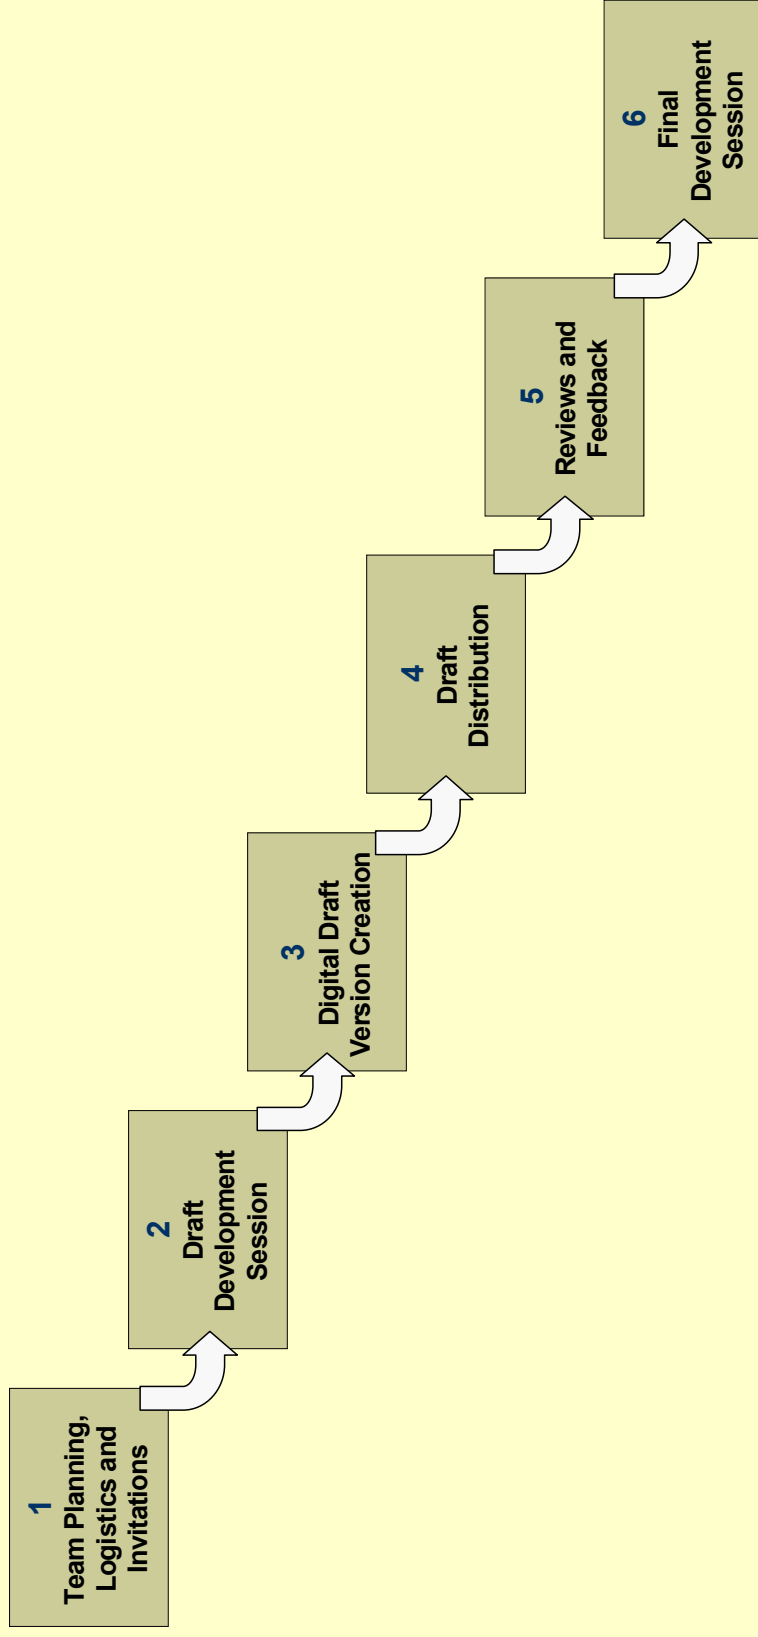 1
Team Planning,
Logistics and
Invitations
2
Draft
Development
Session
3
Digital Draft
Version Creation
4
Draft
Distribution
5
Reviews and
Feedback
6
Final
Development
Session